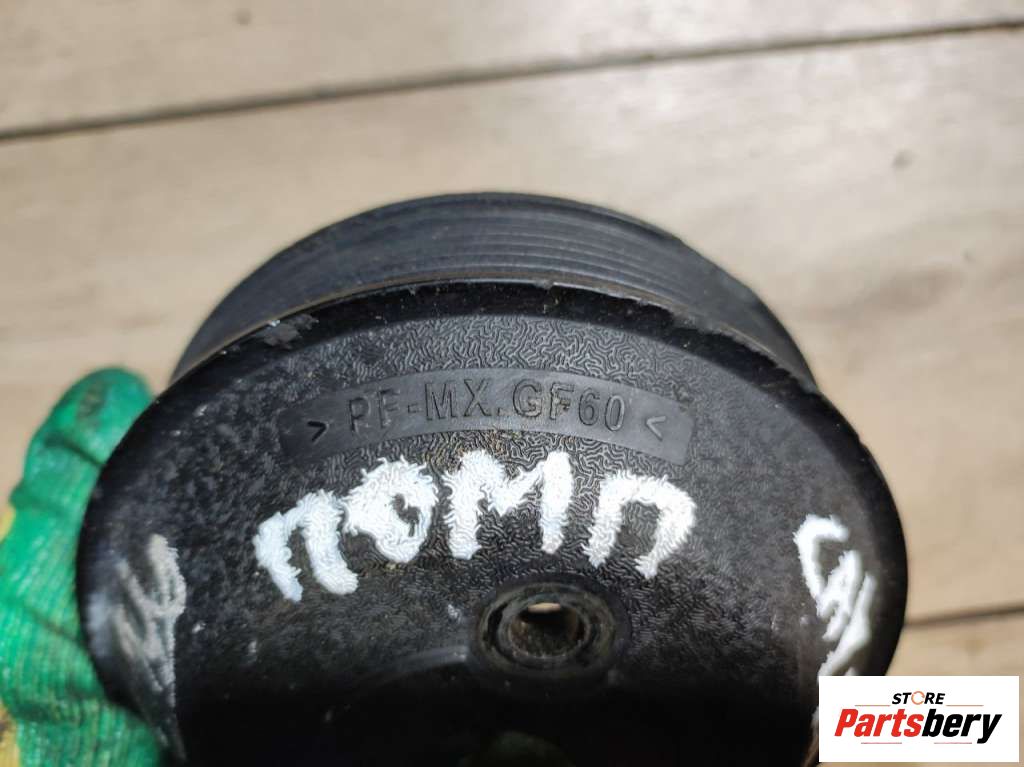 > PF-MX.GF60 <
ПОМП
STORE
Partsbery